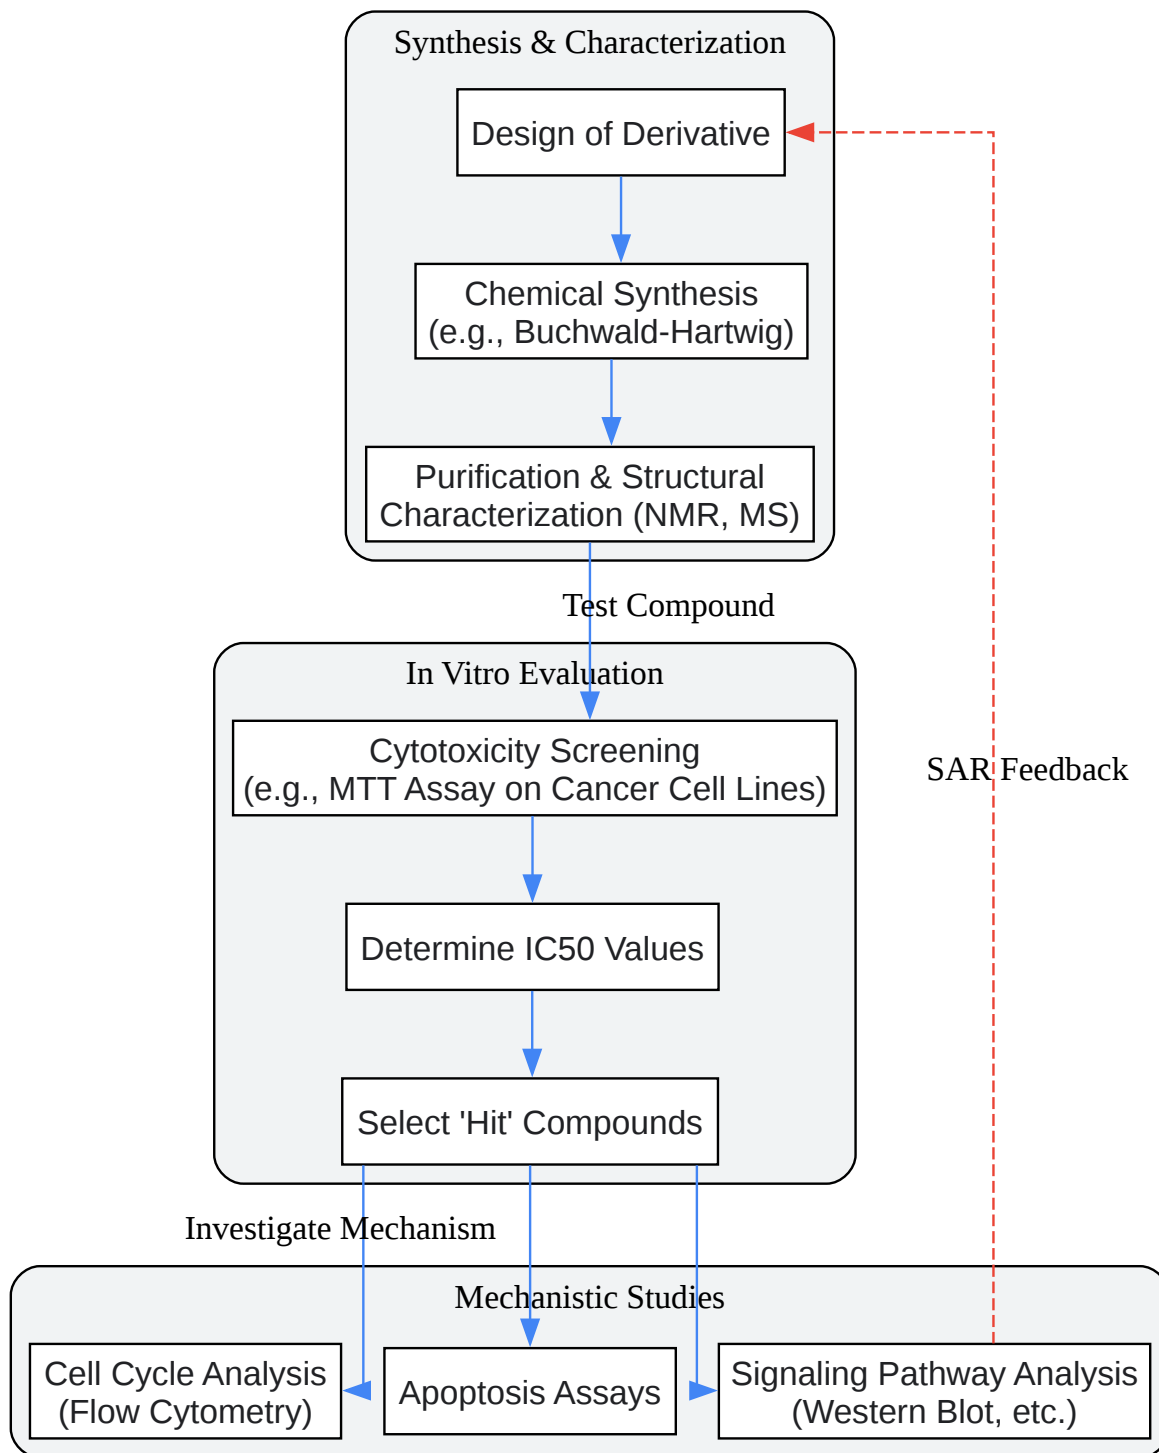 Synthesis & Characterization
Design of Derivative
Chemical Synthesis
(e.g., Buchwald-Hartwig)
Purification & Structural
Characterization (NMR, MS)
Test Compound
In Vitro Evaluation
Cytotoxicity Screening
(e.g., MTT Assay on Cancer Cell Lines)
SAR Feedback
Determine IC50 Values
Select 'Hit' Compounds
Investigate Mechanism
Mechanistic Studies
Cell Cycle Analysis
(Flow Cytometry)
Apoptosis Assays
Signaling Pathway Analysis
(Western Blot, etc.)